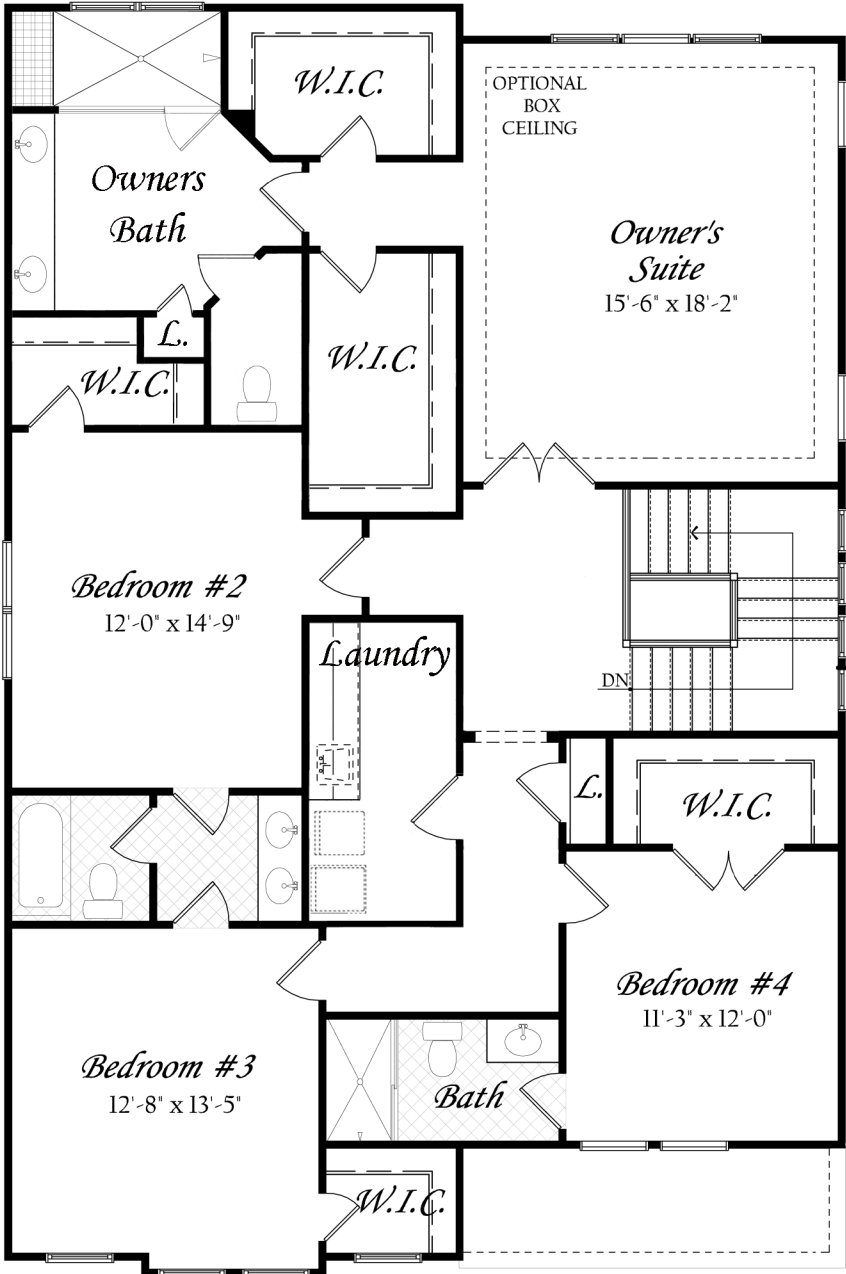 W.I.C.
OPTIONAL
BOX
CEILING
Owners
Bath
Owner's
Suite
15'-6" x 18'-2"
L.
W.I.C.
W.I.C.
Bedroom #2
12'-0" x 14'-9"
Laundry
DN
L.
W.I.C.
Bedroom #4
11'-3" x 12'-0"
Bedroom #3
12'-8" x 13'-5"
Bath
W.I.C.